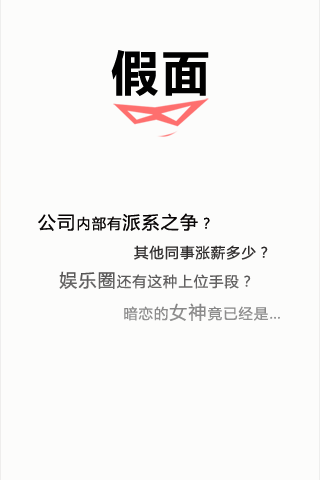 假面
公司内部有派系之争？
其他同事涨薪多少？
娱乐圈还有这种上位手段？
暗恋的女神竟已经是...